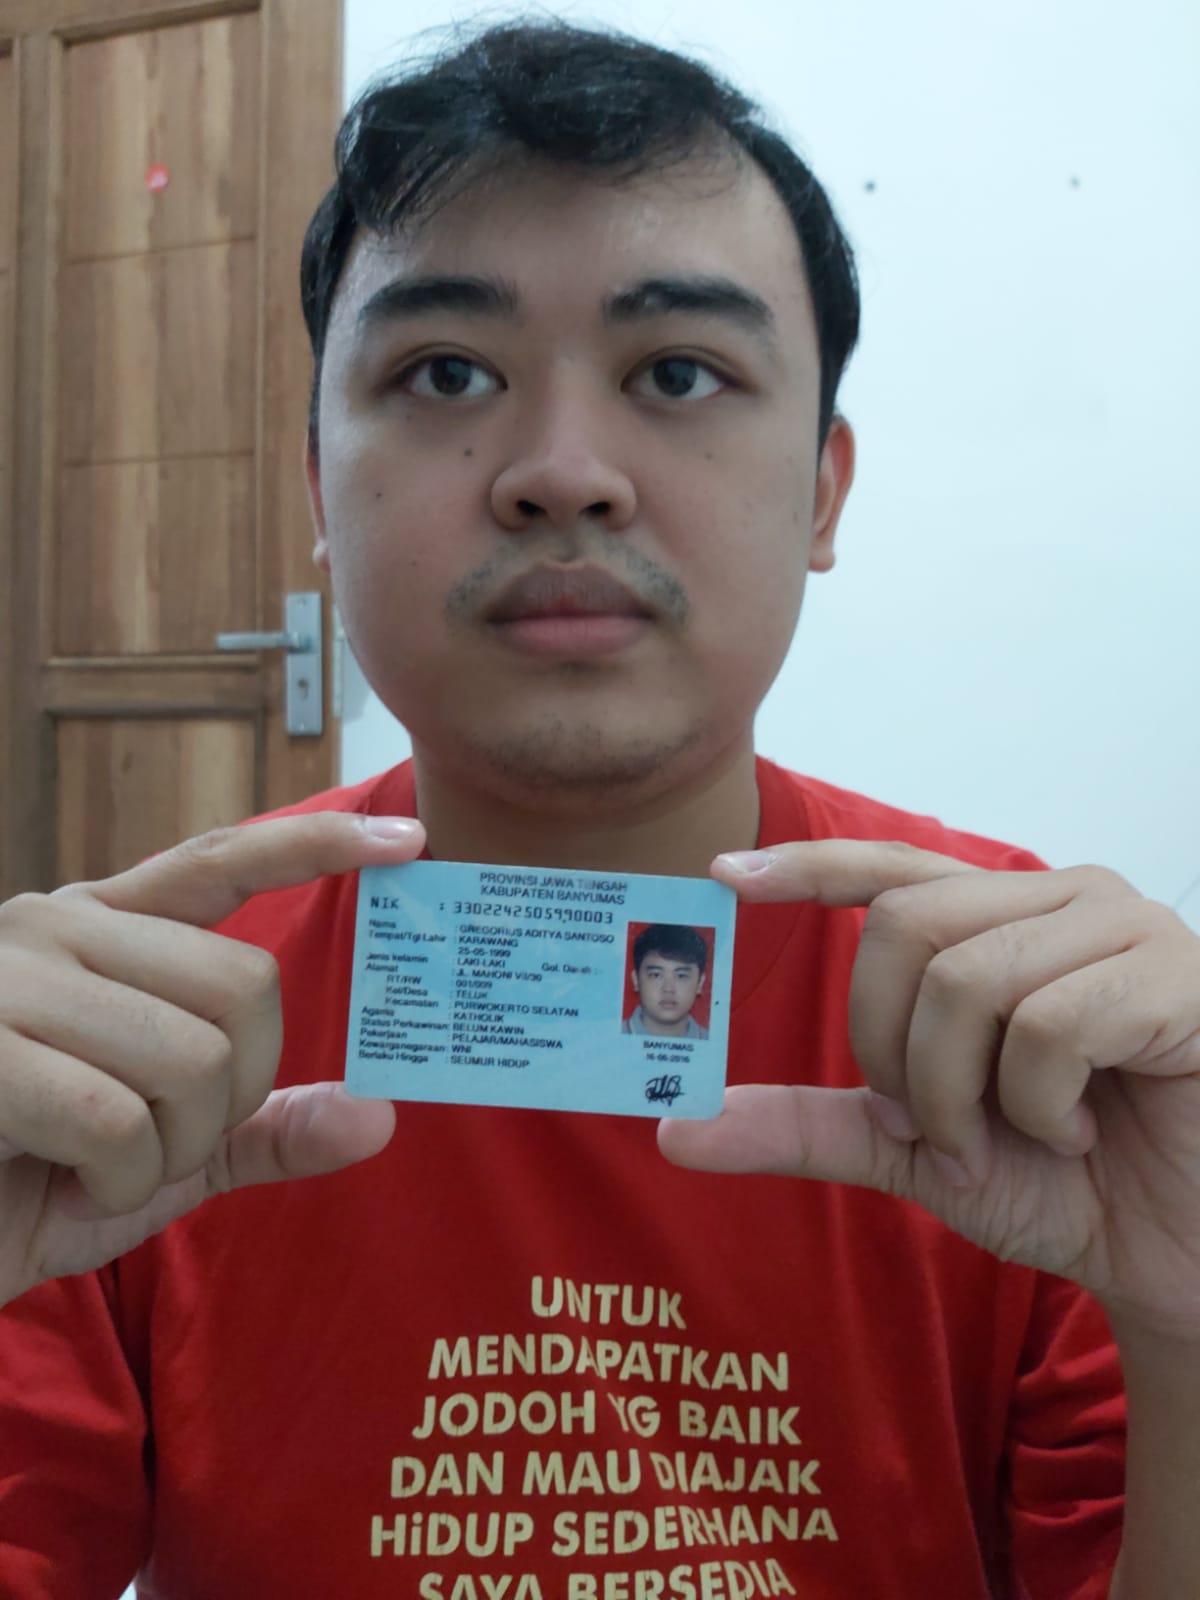 PROVINSI JAWA TENGAH
KABUPATEN BANYUMAS
NIK : 3302242505990003
Nama : GREGORIUS ADITYA SANTOSO
Tempat/Tgl Lahir : KARAWANG
25-05-1999
Jenis kelamin : LAKI-LAKI Gol. Darah : -
Alamat : JL. MAHONI VII/30
RT/RW : 001/009
Kel/Desa : TELUK
Kecamatan : PURWOKERTO SELATAN
Agama : KATHOLIK
Status Perkawinan: BELUM KAWIN
Pekerjaan : PELAJAR/MAHASISWA
Kewarganegaraan: WNI
Berlaku Hingga : SEUMUR HIDUP
BANYUMAS
16-06-2016
UNTUK
MENDAPATKAN
JODOH YG BAIK
DAN MAU DIAJAK
HiDUP SEDERHANA
SAYA BERSEDIA